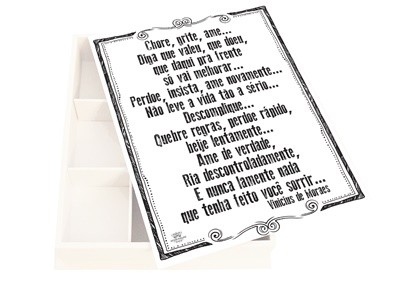 Chore, grite, ame...
Diga que valeu, que doeu,
que daqui pra frente
só vai melhorar...
Perdoe, insista, ame novamente...
Não leve a vida tão a sério...
Descomplique...
Quebre regras, perdoe rápido,
beije lentamente...
Ame de verdade,
Ria descontroladamente,
E nunca lamente nada
que tenha feito você sorrir...
Vinicius de Moraes